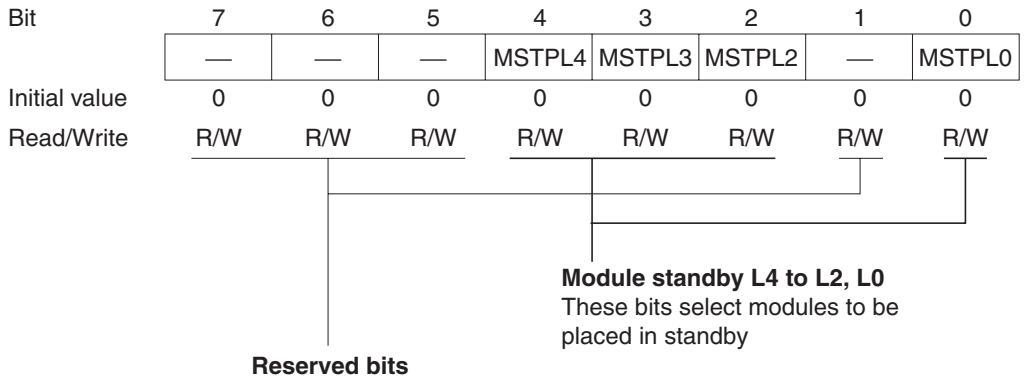 Bit 7 6 5 4 3 2 1 0
— — — MSTPL4 MSTPL3 MSTPL2 — MSTPL0
Initial value 0 0 0 0 0 0 0 0
Read/Write R/W R/W R/W R/W R/W R/W R/W R/W
Module standby L4 to L2, L0
These bits select modules to be
placed in standby
Reserved bits